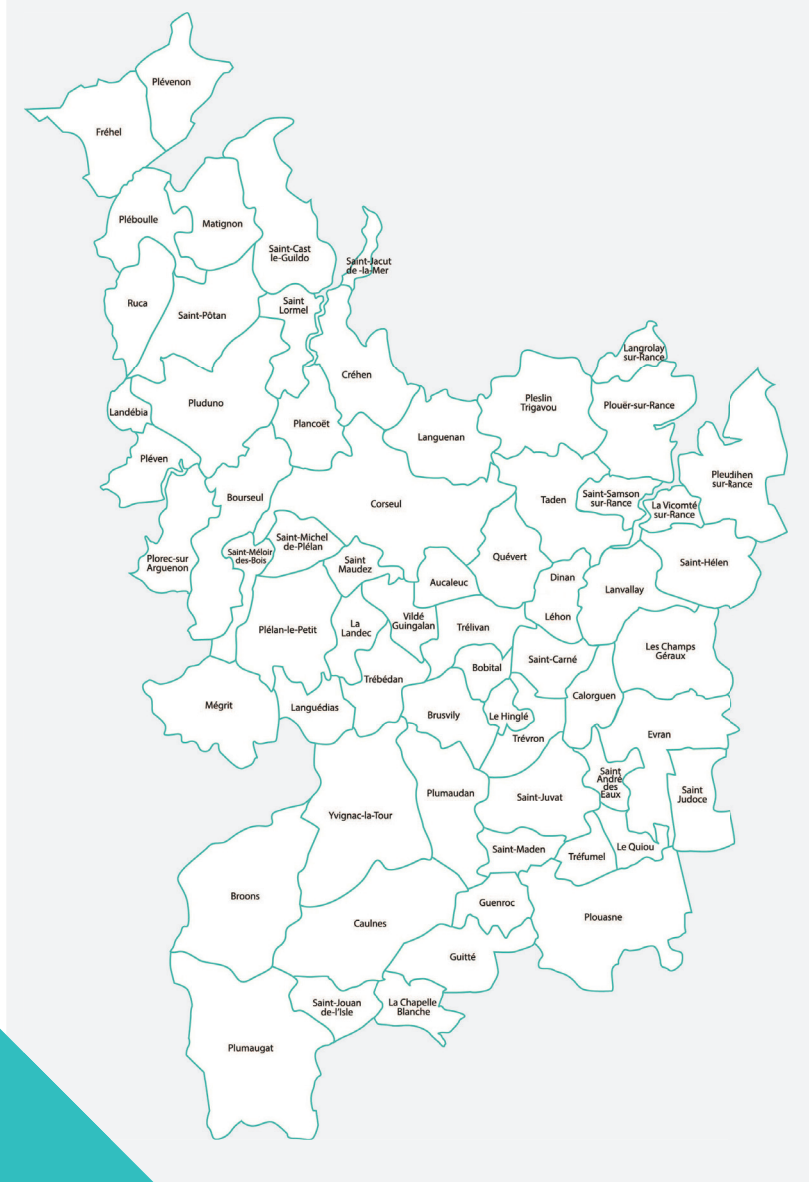 Plévenon
Fréhel
Pléboulle
Matignon
Saint-Cast
le-Guildo
Saint-Jacut
de -la-Mer
Ruca
Saint-Pôtan
Saint
Lormel
Langrolay
sur-Rance
Créhen
Landébia
Pluduno
Plancoët
Languenan
Pleslin
Trigavou
Plouër-sur-Rance
Pléven
Bourseul
Corseul
Taden
Saint-Samson
sur-Rance
La Vicomté
sur-Rance
Pleudihen
sur-Rance
Plorec-sur
Arguenon
Saint-Méloir
des-Bois
Saint-Michel
de-Plélan
Saint
Maudez
Aucaleuc
Quévert
Dinan
Lanvallay
Saint-Hélen
Plélan-le-Petit
La
Landec
Vildé
Guingalan
Trélivan
Léhon
Bobital
Saint-Carné
Les Champs
Géraux
Mégrit
Languédias
Trébédan
Brusvily
Le Hinglé
Trévron
Calorguen
Evran
Yvignac-la-Tour
Plumaudan
Saint-Juvat
Saint
André
des
Eaux
Saint
Judoce
Saint-Maden
Tréfumel
Le Quiou
Broons
Caulnes
Guenroc
Plouasne
Guitté
Saint-Jouan
de-l'Isle
La Chapelle
Blanche
Plumaugat